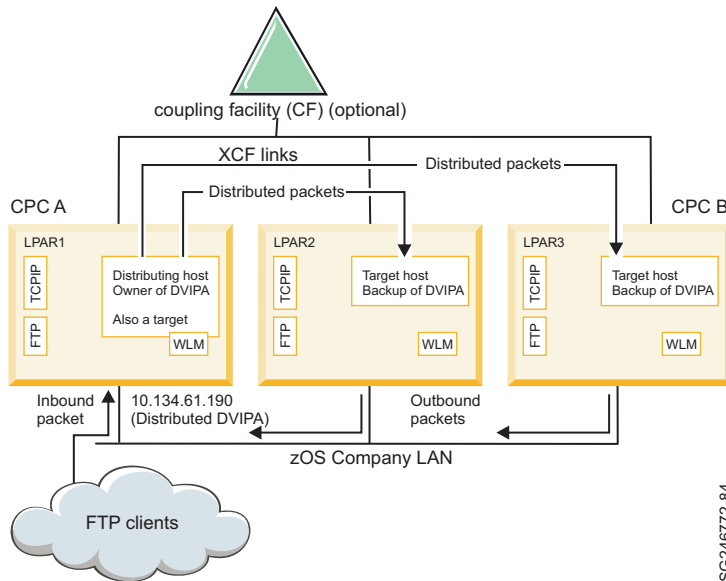 coupling facility (CF) (optional)
XCF links
Distributed packets
Distributed packets
CPC A
CPC B
LPAR1
TCPIP
FTP
Distributing host
Owner of DVIPA
Also a target
WLM
LPAR2
TCPIP
FTP
Target host
Backup of DVIPA
WLM
LPAR3
TCPIP
FTP
Target host
Backup of DVIPA
WLM
Inbound
packet
10.134.61.190
(Distributed DVIPA)
Outbound
packets
zOS Company LAN
FTP clients
SG246772-84